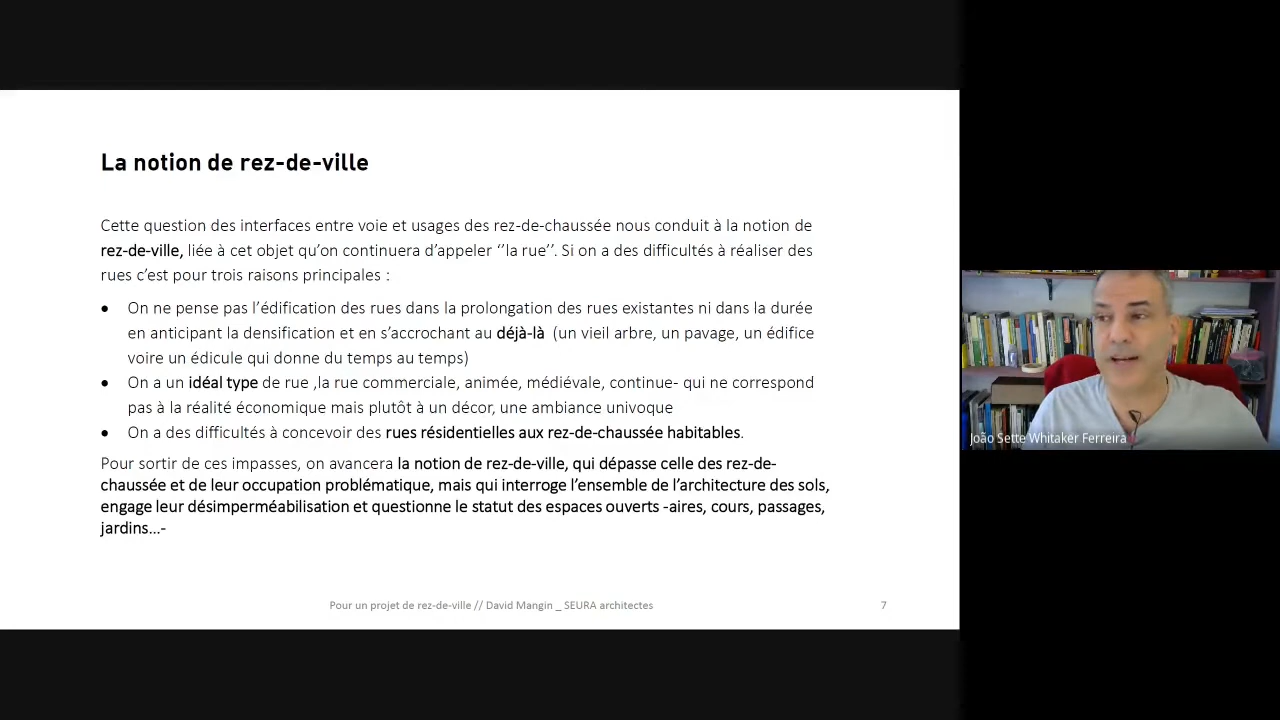 La notion de rez-de-ville
Cette question des interfaces entre voie et usages des rez-de-chaussée nous conduit à la notion de
rez-de-ville, liée à cet objet qu’on continuera d’appeler ‘’la rue’’. Si on a des difficultés à réaliser des
rues c’est pour trois raisons principales :
• On ne pense pas l’édification des rues dans la prolongation des rues existantes ni dans la durée
en anticipant la densification et en s’accrochant au déjà-là (un vieil arbre, un pavage, un édifice
voire un édicule qui donne du temps au temps)
• On a un idéal type de rue ,la rue commerciale, animée, médiévale, continue- qui ne correspond
pas à la réalité économique mais plutôt à un décor, une ambiance univoque
• On a des difficultés à concevoir des rues résidentielles aux rez-de-chaussée habitables.
Pour sortir de ces impasses, on avancera la notion de rez-de-ville, qui dépasse celle des rez-de-
chaussée et de leur occupation problématique, mais qui interroge l’ensemble de l’architecture des sols,
engage leur désimperméabilisation et questionne le statut des espaces ouverts -aires, cours, passages,
jardins...-
Pour un projet de rez-de-ville // David Mangin _ SEURA architectes
7
João Sette Whitaker Ferreira